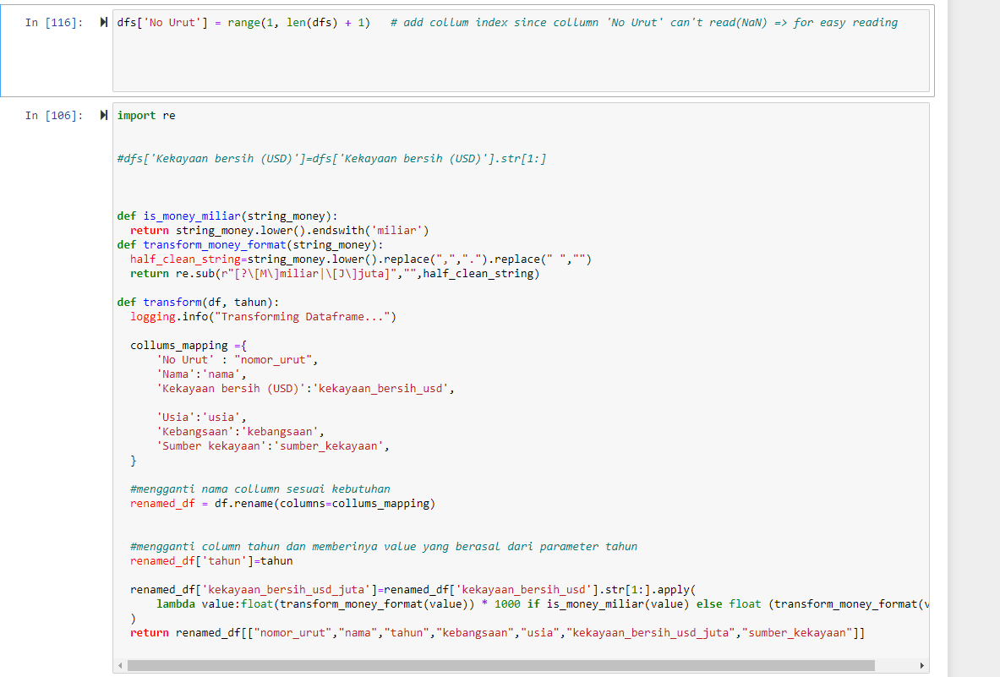 In [116]: dfs['No Urut'] = range(1, len(dfs) + 1)   # add collum index since collumn 'No Urut' can't read(NaN) => for easy reading
In [106]: import re
#dfs['Kekayaan bersih (USD)']=dfs['Kekayaan bersih (USD)'].str[1:]
def is_money_miliar(string_money):
  return string_money.lower().endswith('miliar')
def transform_money_format(string_money):
  half_clean_string=string_money.lower().replace(",",".").replace(" ","")
  return re.sub(r"[?\[M\]miliar|\[J\]juta]","",half_clean_string)
def transform(df, tahun):
  logging.info("Transforming Dataframe...")
  collums_mapping ={
      'No Urut' : "nomor_urut",
      'Nama':'nama',
      'Kekayaan bersih (USD)':'kekayaan_bersih_usd',
      'Usia':'usia',
      'Kebangsaan':'kebangsaan',
      'Sumber kekayaan':'sumber_kekayaan',
  }
  #mengganti nama collumn sesuai kebutuhan
  renamed_df = df.rename(columns=collums_mapping)
  #mengganti column tahun dan memberinya value yang berasal dari parameter tahun
  renamed_df['tahun']=tahun
  renamed_df['kekayaan_bersih_usd_juta']=renamed_df['kekayaan_bersih_usd'].str[1:].apply(
      lambda value:float(transform_money_format(value)) * 1000 if is_money_miliar(value) else float (transform_money_format(v
  )
  return renamed_df[["nomor_urut","nama","tahun","kebangsaan","usia","kekayaan_bersih_usd_juta","sumber_kekayaan"]]